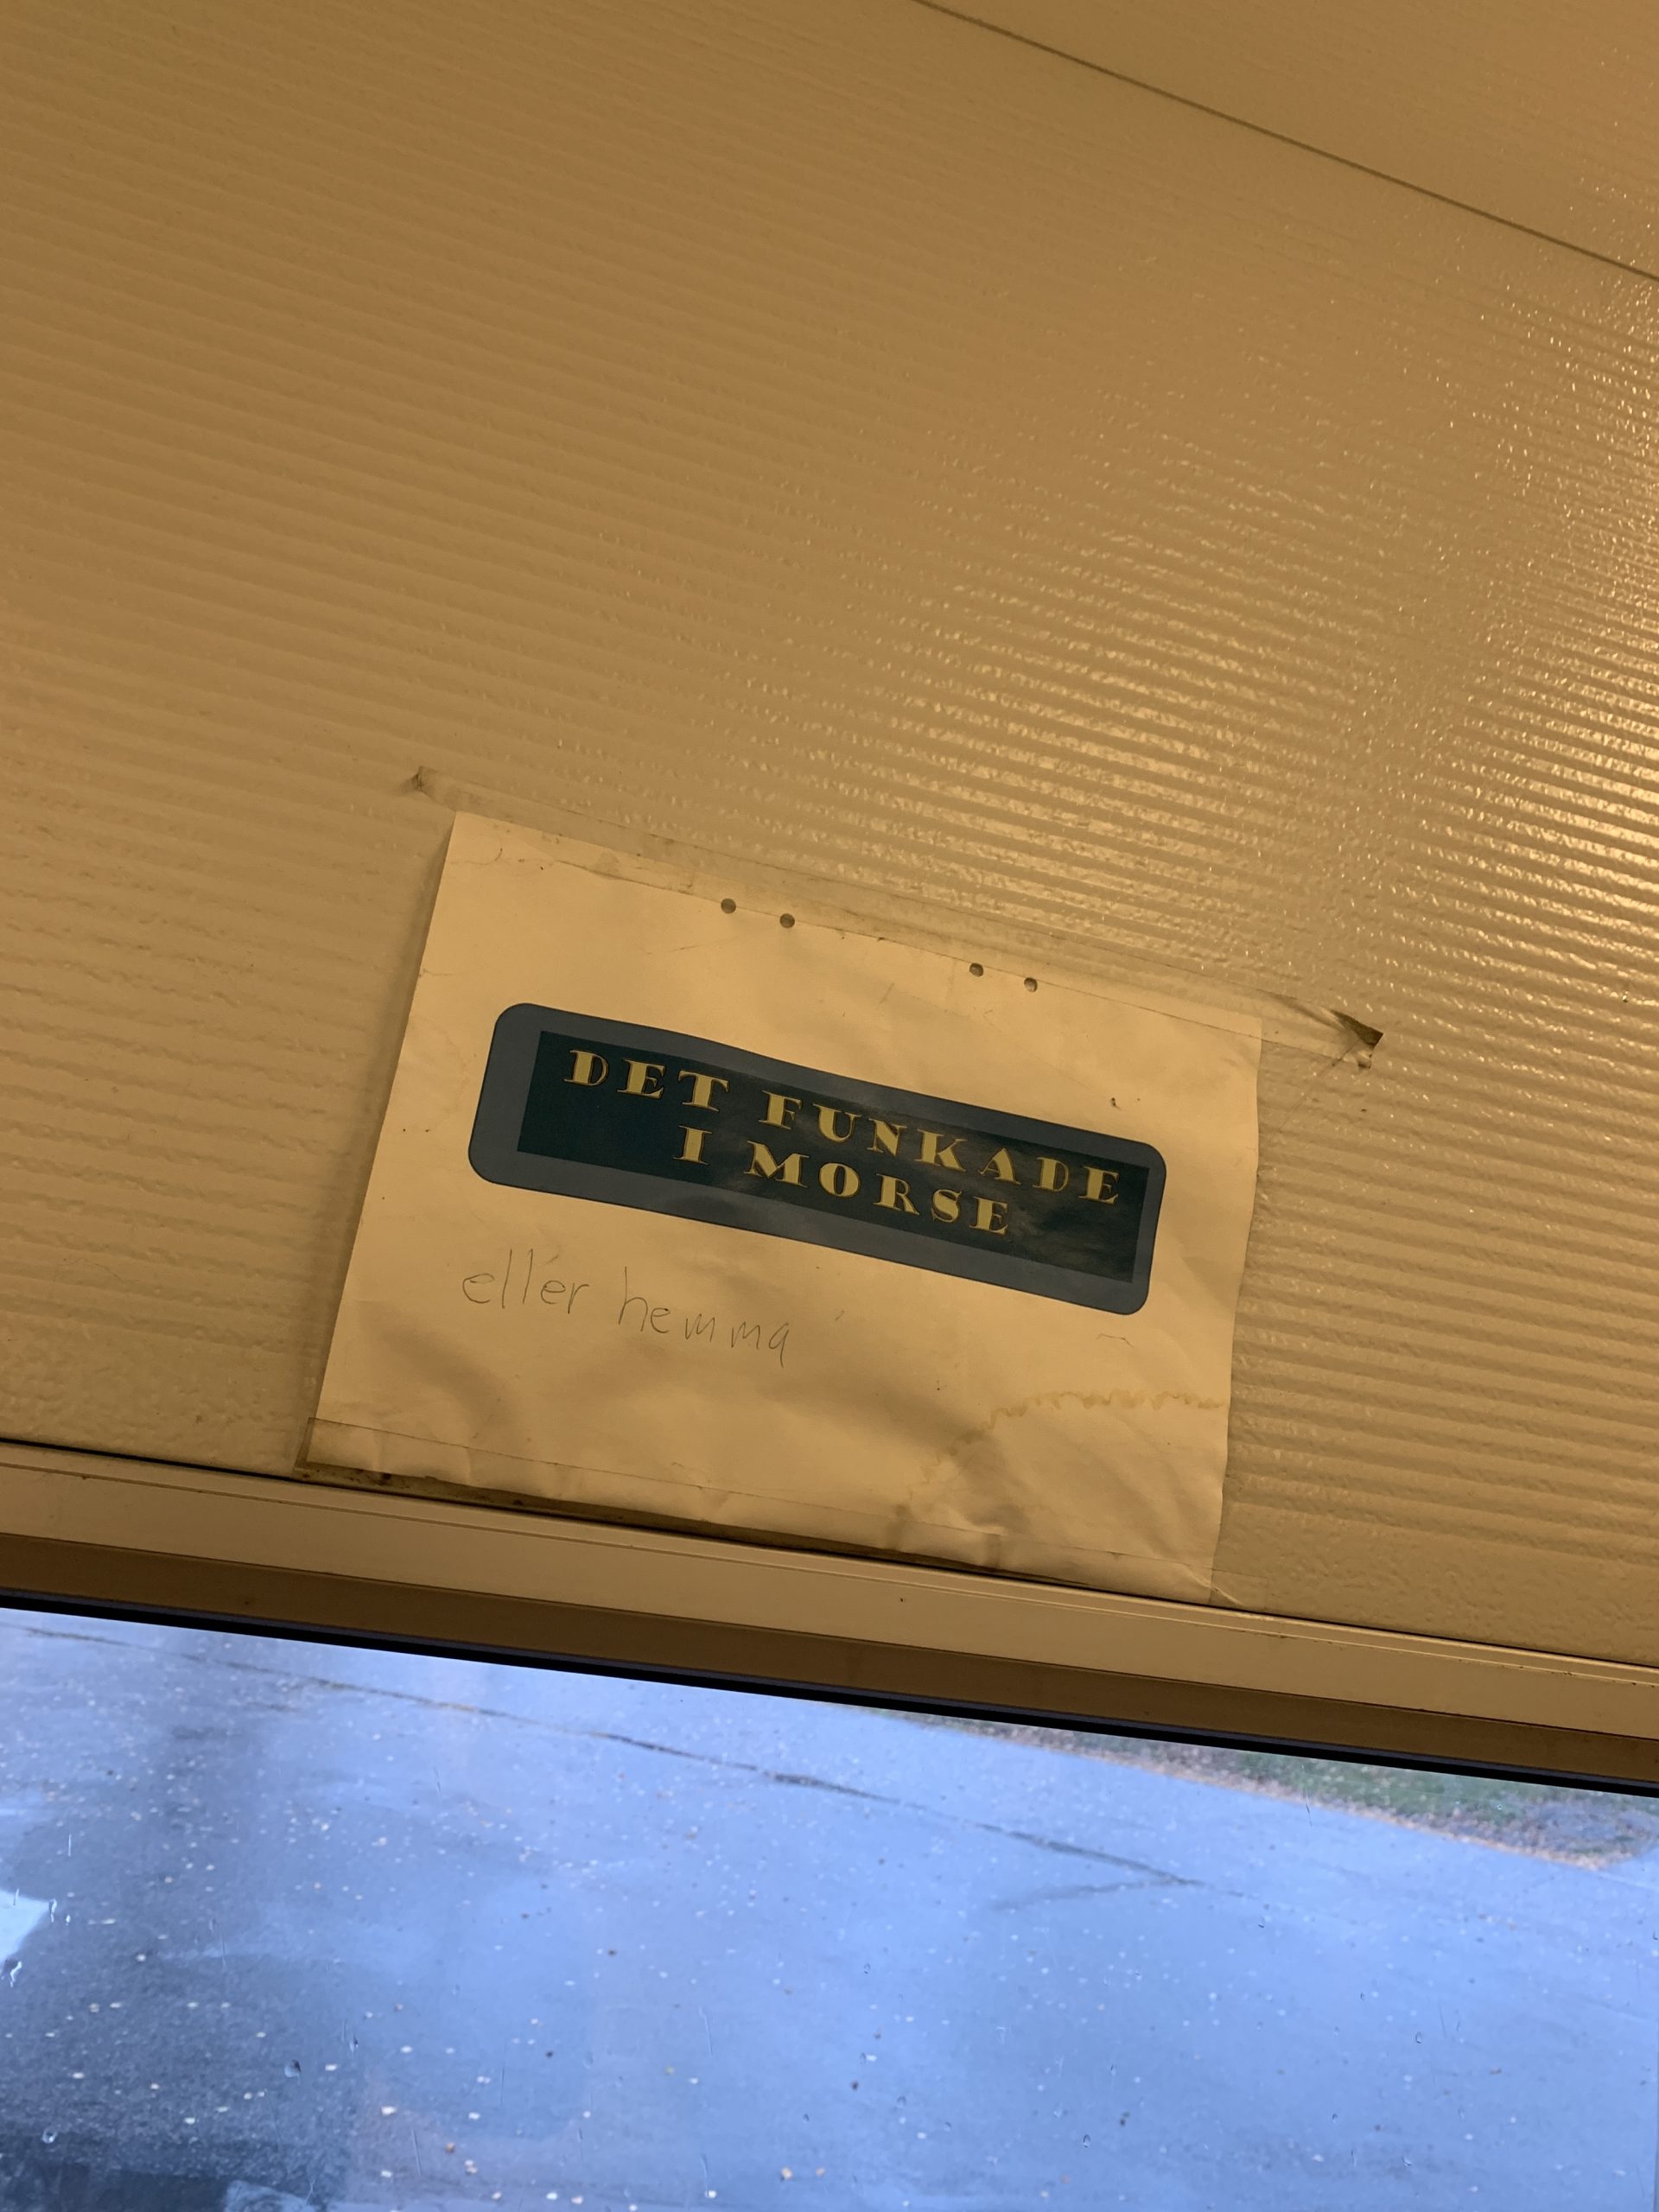 DET FUNKADE
I MORSE
eller hemma